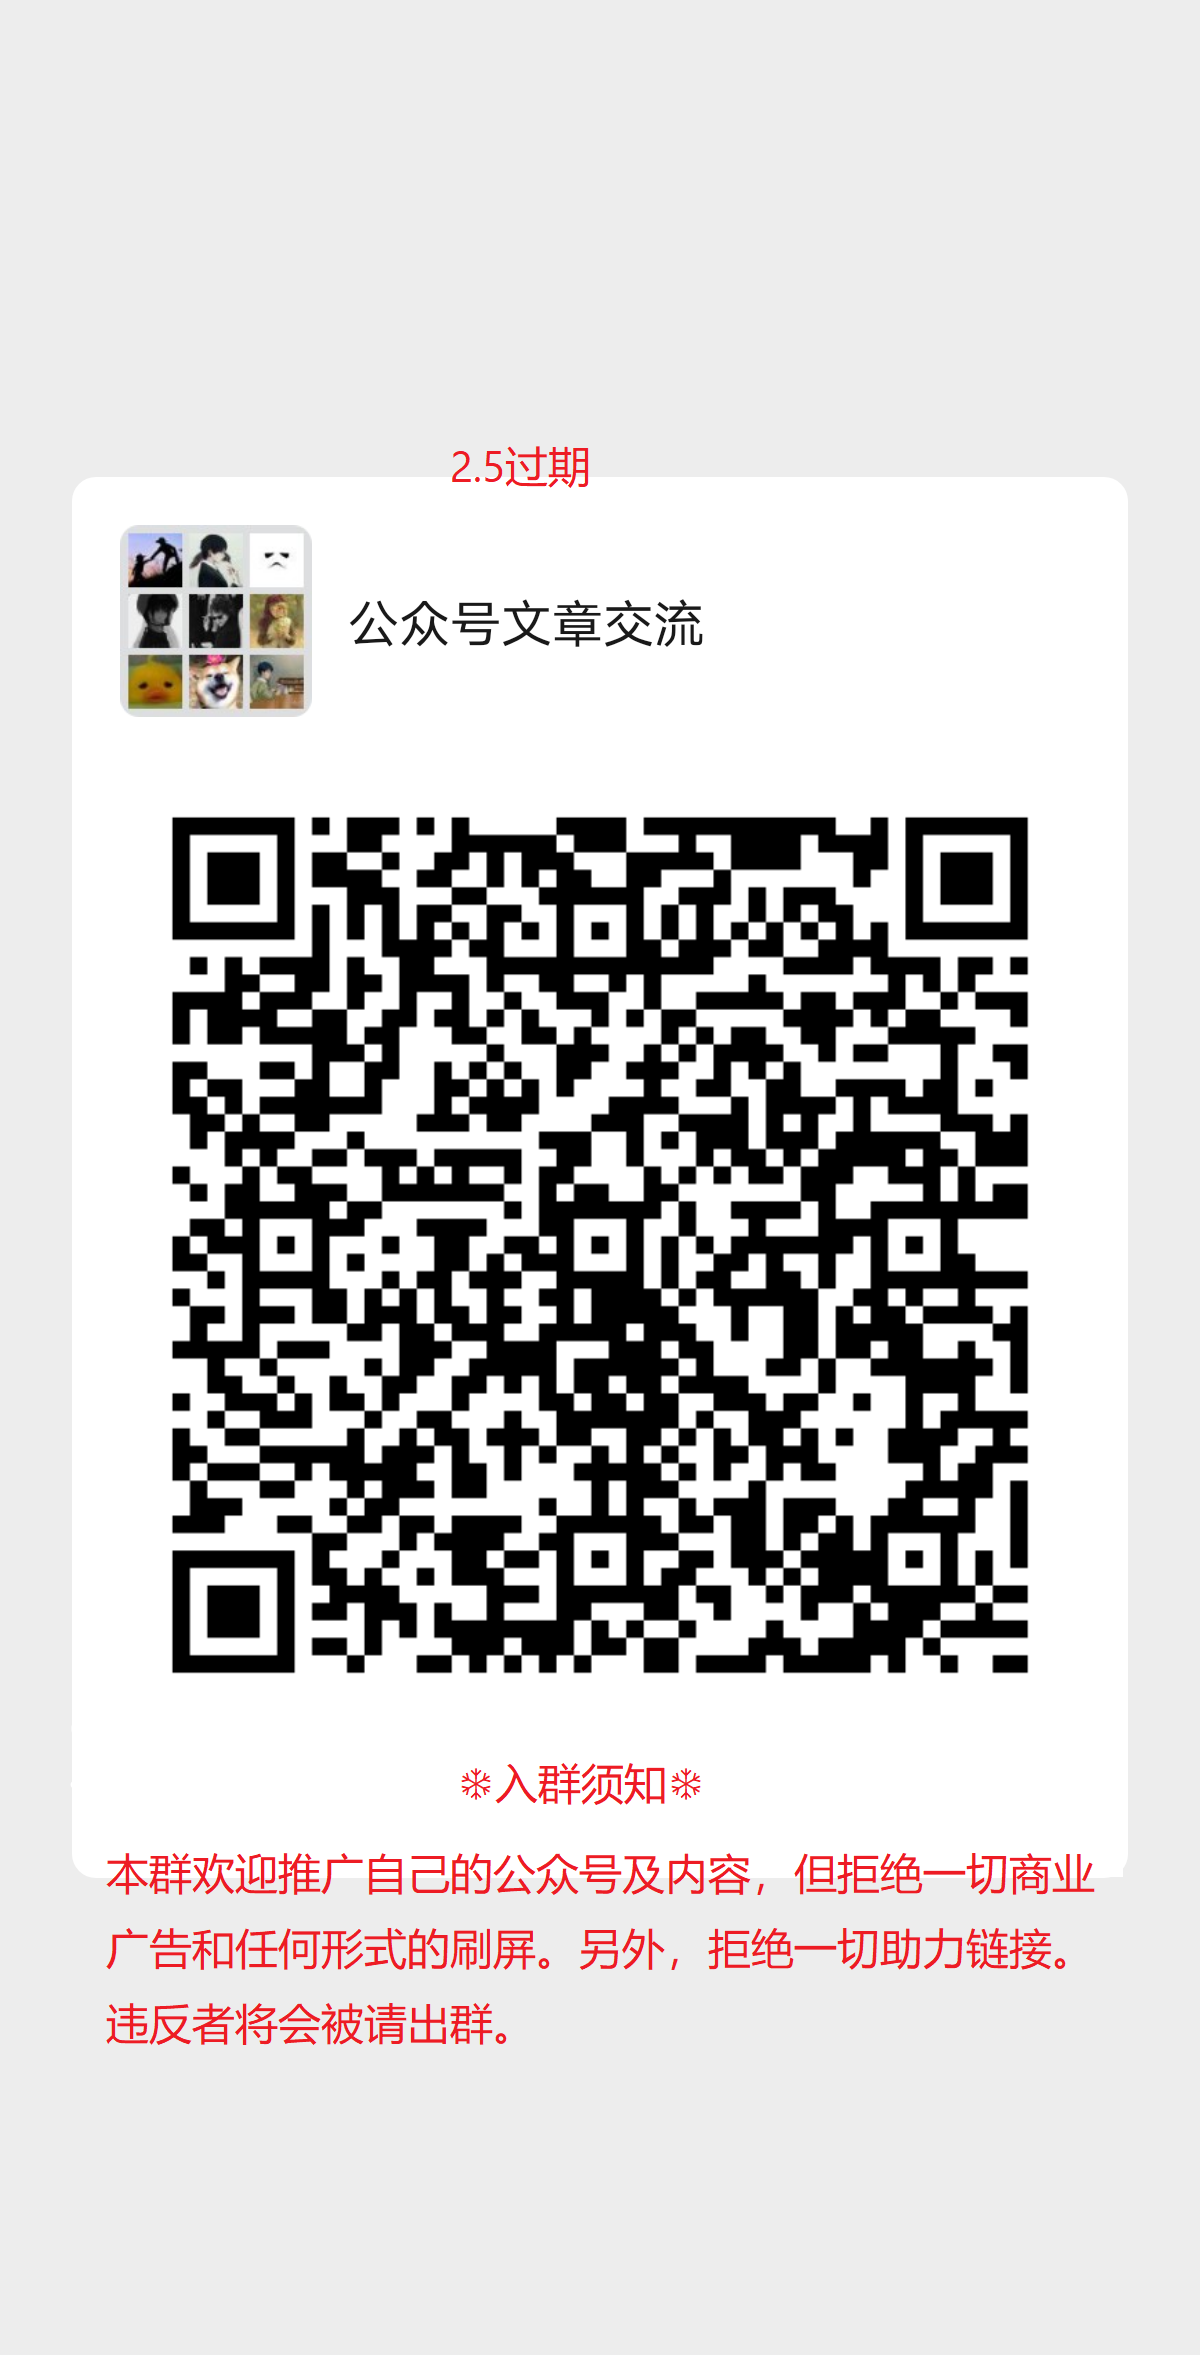 2.5过期
公众号文章交流
❄入群须知❄
本群欢迎推广自己的公众号及内容，但拒绝一切商业
广告和任何形式的刷屏。另外，拒绝一切助力链接。
违反者将会被请出群。